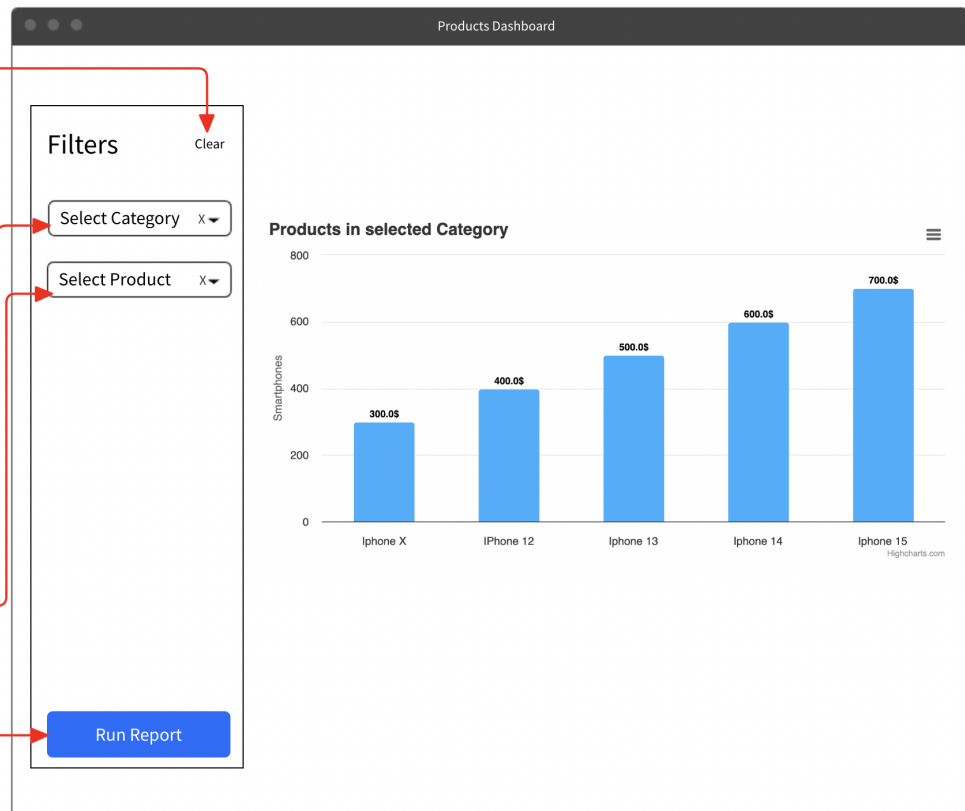 Products Dashboard
Filters
Clear
Select Category X
Select Product X
Run Report
Products in selected Category
800
600
400
200
0
Smartphones
300.0$
400.0$
500.0$
600.0$
700.0$
Iphone X
IPhone 12
Iphone 13
Iphone 14
Iphone 15
Highcharts.com